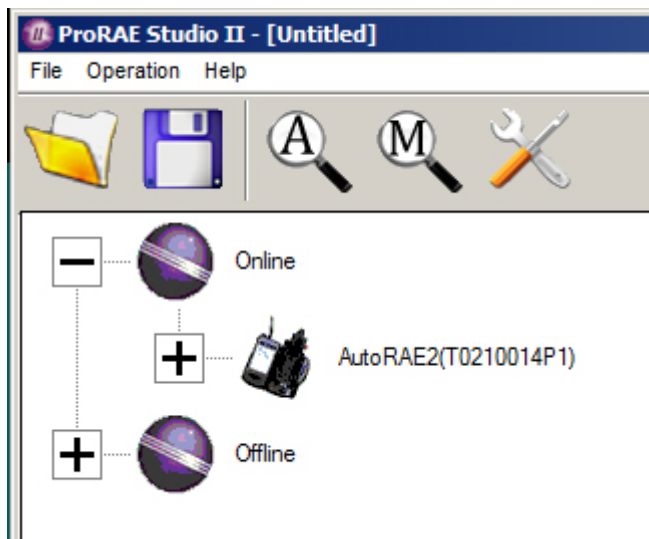 ProRAE Studio II - [Untitled]
File Operation Help
A M
Online
AutoRAE2(T0210014P1)
Offline